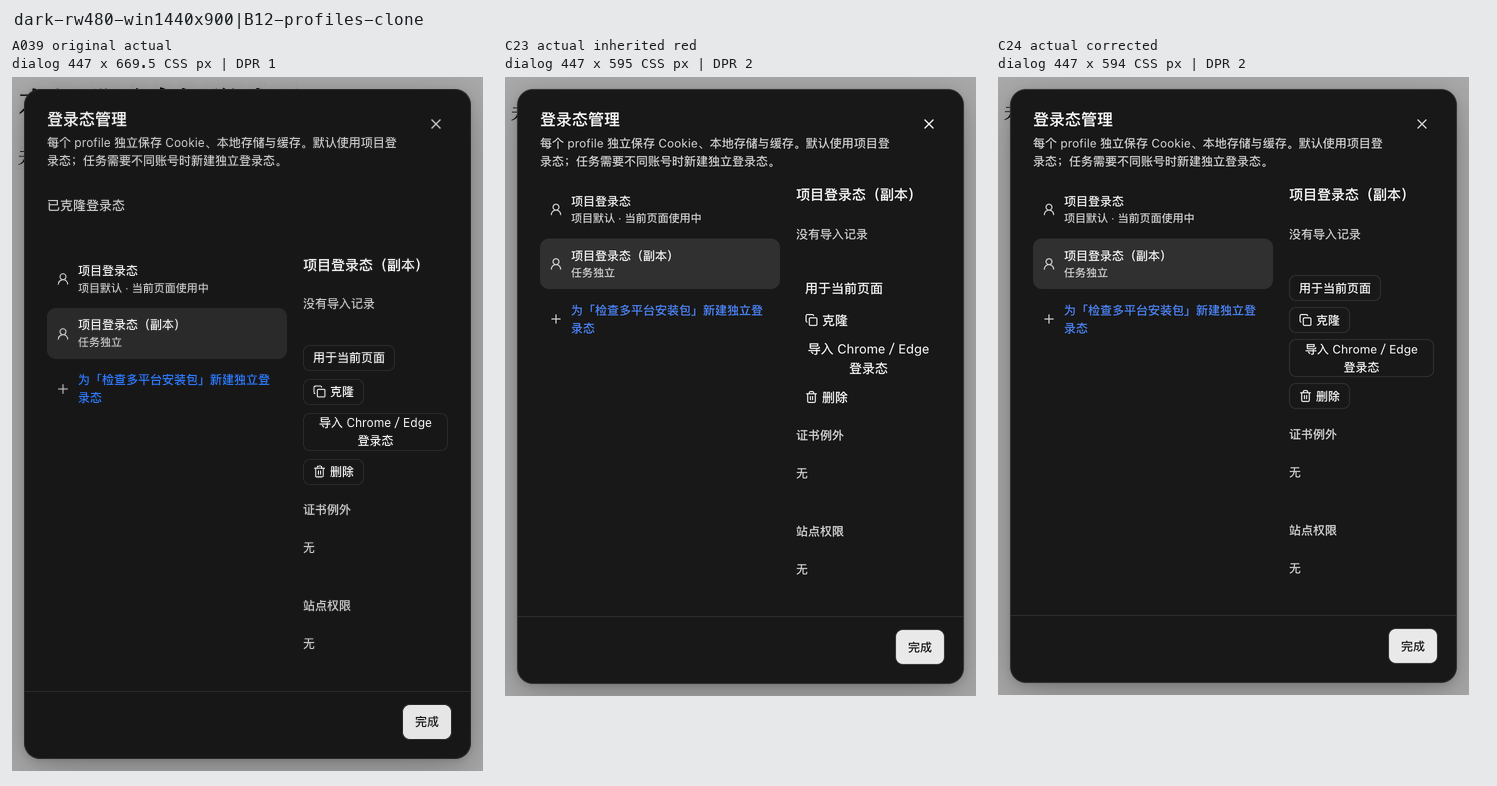 dark-rw480-win1440x900|B12-profiles-clone
A039 original actual
dialog 447 x 669.5 CSS px | DPR 1
登录态管理
每个 profile 独立保存 Cookie、本地存储与缓存。默认使用项目登
录态；任务需要不同账号时新建独立登录态。
已克隆登录态
项目登录态
项目默认 · 当前页面使用中
项目登录态（副本）
任务独立
为「检查多平台安装包」新建独立登
录态
项目登录态（副本）
没有导入记录
用于当前页面
克隆
导入 Chrome / Edge
登录态
删除
证书例外
无
站点权限
无
完成
C23 actual inherited red
dialog 447 x 595 CSS px | DPR 2
登录态管理
每个 profile 独立保存 Cookie、本地存储与缓存。默认使用项目登
录态；任务需要不同账号时新建独立登录态。
项目登录态
项目默认 · 当前页面使用中
项目登录态（副本）
任务独立
为「检查多平台安装包」新建独立登
录态
项目登录态（副本）
没有导入记录
用于当前页面
克隆
导入 Chrome / Edge
登录态
删除
证书例外
无
站点权限
无
完成
C24 actual corrected
dialog 447 x 594 CSS px | DPR 2
登录态管理
每个 profile 独立保存 Cookie、本地存储与缓存。默认使用项目登
录态；任务需要不同账号时新建独立登录态。
项目登录态
项目默认 · 当前页面使用中
项目登录态（副本）
任务独立
为「检查多平台安装包」新建独立登
录态
项目登录态（副本）
没有导入记录
用于当前页面
克隆
导入 Chrome / Edge
登录态
删除
证书例外
无
站点权限
无
完成